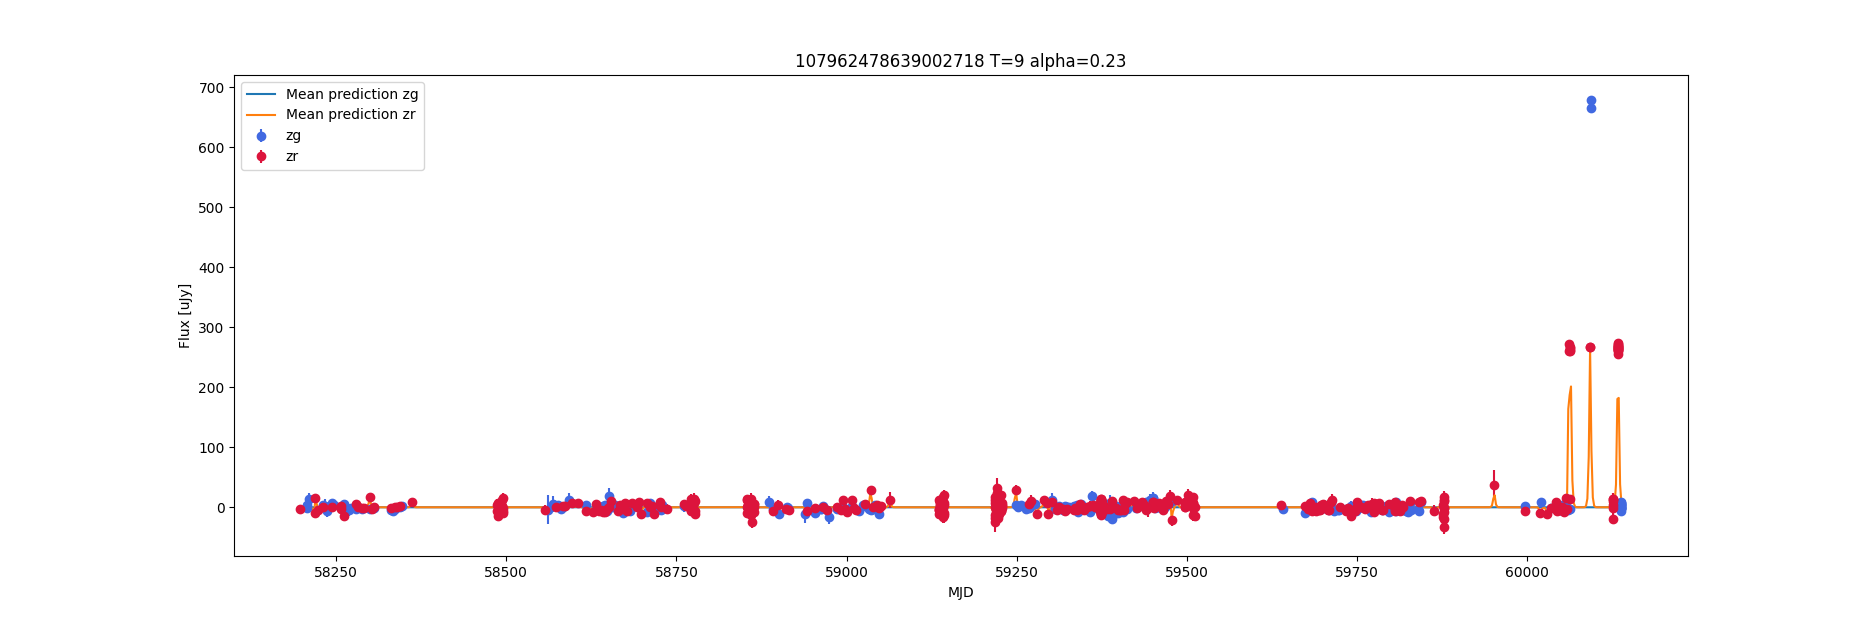 107962478639002718 T=9 alpha=0.23
700
600
500
400
300
200
100
0
Flux [uJy]
Mean prediction zg
Mean prediction zr
zg
zr
58250 58500 58750 59000 59250 59500 59750 60000
MJD